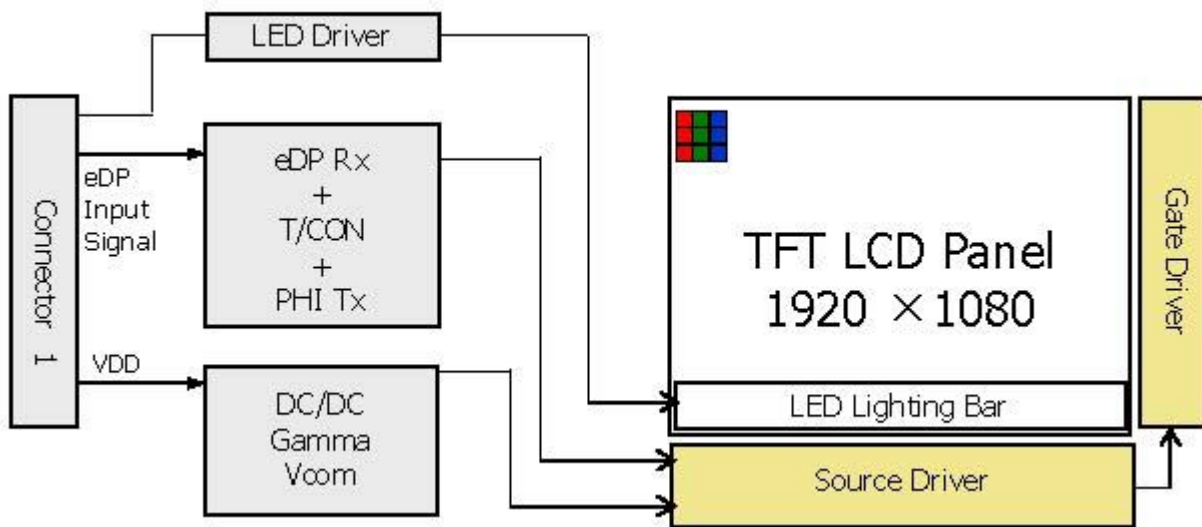 LED Driver
Connector 1
eDP
Input
Signal
eDP Rx
+
T/CON
+
PHI Tx
VDD
DC/DC
Gamma
Vcom
TFT LCD Panel
1920 ×1080
LED Lighting Bar
Source Driver
Gate Driver